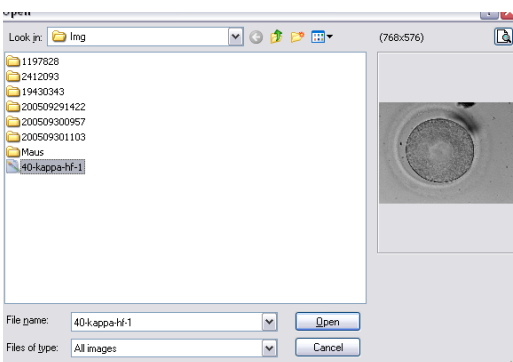 Open
Look in: Img
(768x576)
1197828
2412093
19430343
200509291422
200509300957
200509301103
Maus
40-kappa-hf-1
File name: 40-kappa-hf-1
Open
Files of type: All images
Cancel